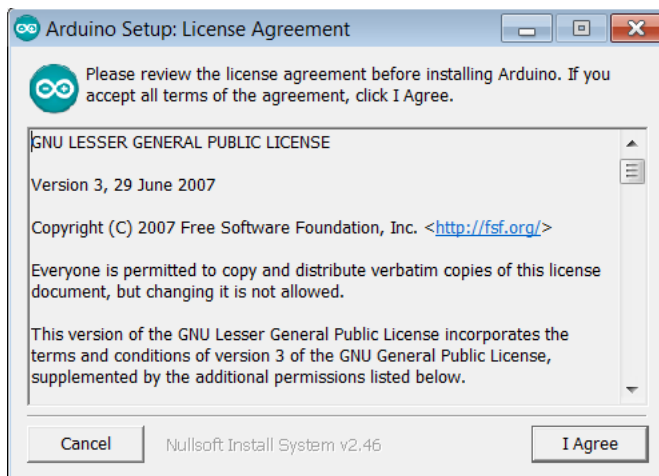 Arduino Setup: License Agreement
Please review the license agreement before installing Arduino. If you
accept all terms of the agreement, click I Agree.
GNU LESSER GENERAL PUBLIC LICENSE
Version 3, 29 June 2007
Copyright (C) 2007 Free Software Foundation, Inc. <http://fsf.org/>
Everyone is permitted to copy and distribute verbatim copies of this license
document, but changing it is not allowed.
This version of the GNU Lesser General Public License incorporates the
terms and conditions of version 3 of the GNU General Public License,
supplemented by the additional permissions listed below.
Cancel
Nullsoft Install System v2.46
I Agree